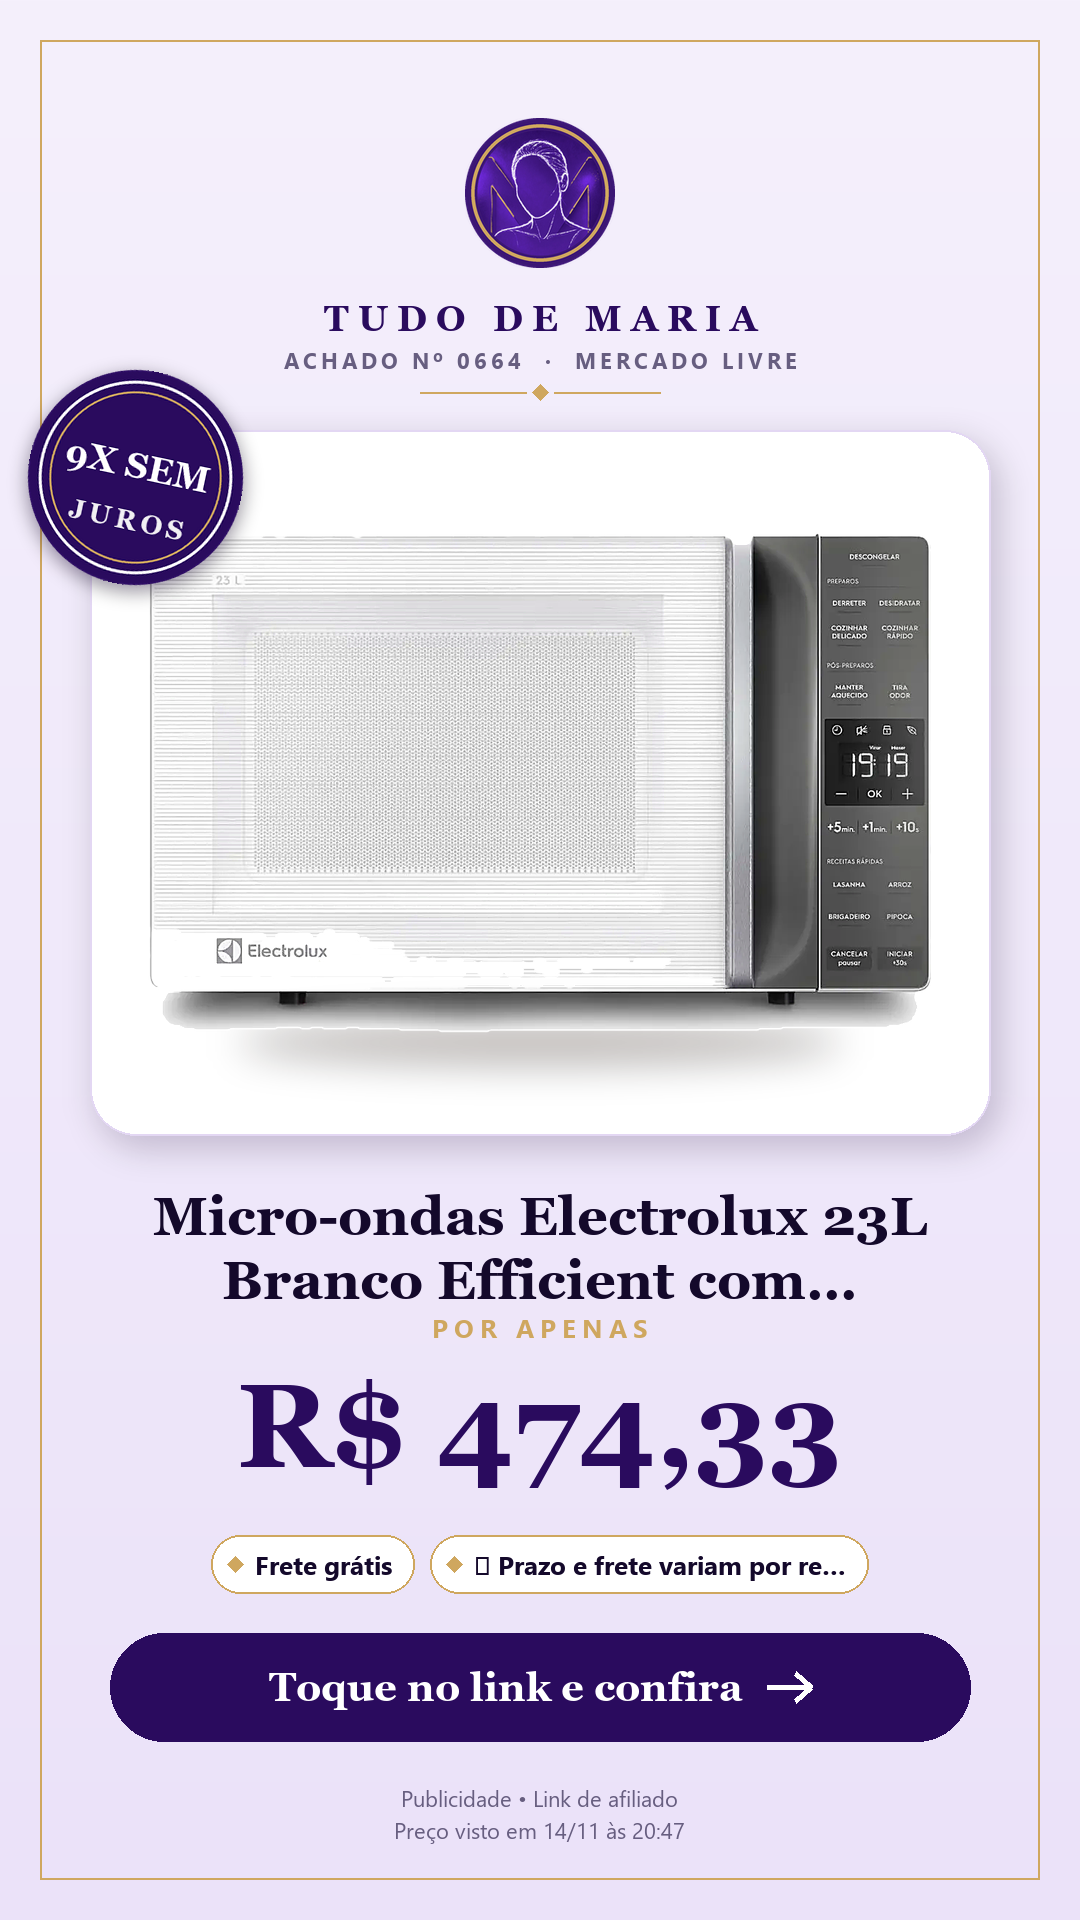 TUDO DE MARIA
ACHADO Nº 0664 · MERCADO LIVRE
9X SEM
JUROS
23 L
DESCONGELAR
PREPAROS
DERRETER DESIDRATAR
COZINHAR DELICADO COZINHAR RÁPIDO
PÓS-PREPAROS
MANTER AQUECIDO TIRA ODOR
19:19
− OK +
+5min. +1min. +10s
RECEITAS RÁPIDAS
LASANHA ARROZ
BRIGADEIRO PIPOCA
CANCELAR pausar INICIAR +30s
Electrolux
Micro-ondas Electrolux 23L
Branco Efficient com...
POR APENAS
R$ 474,33
Frete grátis
Prazo e frete variam por re...
Toque no link e confira →
Publicidade • Link de afiliado
Preço visto em 14/11 às 20:47